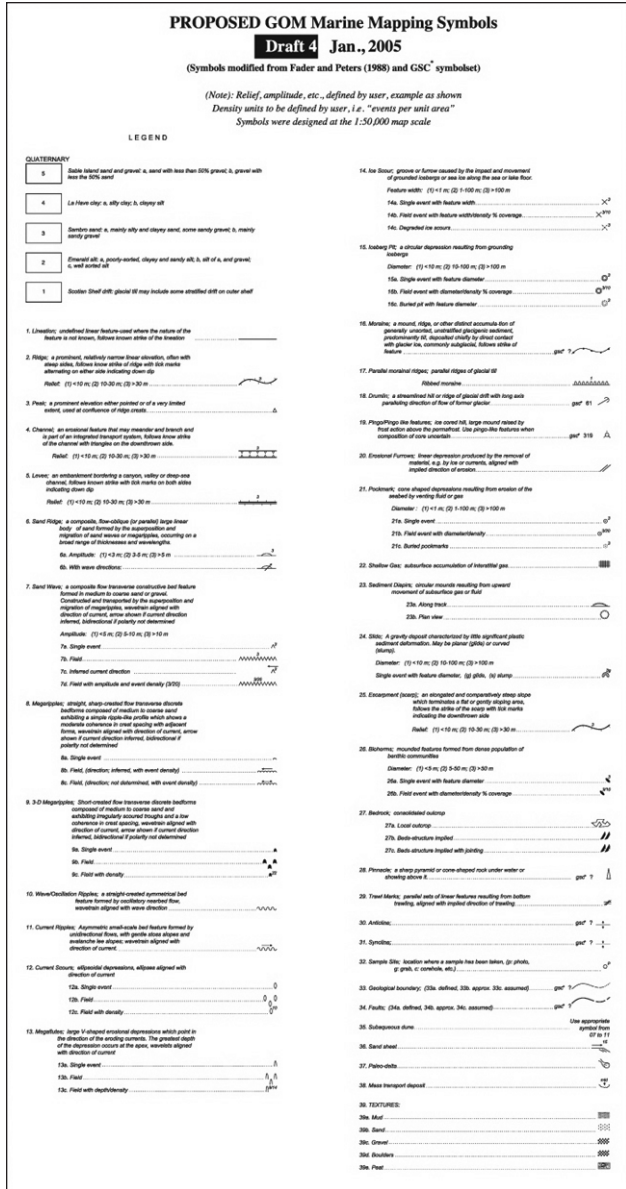 PROPOSED GOM Marine Mapping Symbols
Draft 4 Jan., 2005
(Symbols modified from Fader and Peters (1988) and GSC* symbolset)
(Note): Relief, amplitude, etc., defined by user, example as shown
Density units to be defined by user, i.e. "events per unit area"
Symbols were designed at the 1:50,000 map scale
LEGEND
QUATERNARY
5
Sable Island sand and gravel: a, sand with less than 50% gravel, b, gravel with
less the 50% sand
4
La Have clay: a, silty clay; b, clayey silt
3
Sambro sand: a, mainly silty and clayey sand, some sandy gravel; b, mainly
sandy gravel
2
Emerald silt: a, poorly-sorted, clayey and sandy silt; b, silt of a, and gravel;
c, well sorted silt
1
Scotian Shelf drift: glacial till may include some stratified drift on outer shelf
1. Lineation; undefined linear feature-used where the nature of the
feature is not known, follows known strike of the lineation
2. Ridge; a prominent, relatively narrow linear elevation, often with
steep sides, follows know strike of ridge with tick marks
alternating on either side indicating down dip
Relief: (1) <10 m; (2) 10-30 m; (3) >30 m
3. Peak; a prominent elevation either pointed or of a very limited
extent, used at confluence of ridge crests
4. Channel; an erosional feature that may meander and branch and
is part of an integrated transport system, follows know strike
of the channel with triangles on the downthrown side.
Relief: (1) <10 m; (2) 10-30 m; (3) >30 m
5. Levee; an embankment bordering a canyon, valley or deep-sea
channel, follows known strike with tick marks on both sides
indicating down dip
Relief: (1) <10 m; (2) 10-30 m; (3) >30 m
6. Sand Ridge; a composite, flow-oblique (or parallel) large linear
body of sand formed by the superposition and
migration of sand waves or megaripples, occurring on a
broad range of thicknesses and wavelengths.
6a. Amplitude: (1) <3 m; (2) 3-5 m; (3) >5 m
6b. With wave directions:
7. Sand Wave; a composite flow transverse constructive bed feature
formed in medium to coarse sand or gravel.
Constructed and transported by the superposition and
migration of megaripples, wavetrain aligned with
direction of current, arrow shown if current direction
inferred, bidirectional if polarity not determined
Amplitude: (1) <5 m; (2) 5-10 m; (3) >10 m
7a. Single event
7b. Field
7c. Inferred current direction
7d. Field with amplitude and event density (3/20)
8. Megaripples; straight, sharp-crested flow transverse discrete
bedforms composed of medium to coarse sand
exhibiting a simple ripple-like profile which shows a
moderate coherence in crest spacing with adjacent
forms, wavetrain aligned with direction of current, arrow
shown if current direction inferred, bidirectional if
polarity not determined
8a. Single event
8b. Field, (direction; inferred, with event density)
8c. Field, (direction; not determined, with event density)
9. 3-D Megaripples; Short-crested flow transverse discrete bedforms
composed of medium to coarse sand and
exhibiting irregularly scoured troughs and a low
coherence in crest spacing, wavetrain aligned with
direction of current, arrow shown if current direction
inferred, bidirectional if polarity not determined
9a. Single event
9b. Field
9c. Field with density
10. Wave/Oscillation Ripples; a straight-crested symmetrical bed
feature formed by oscillatory nearbed flow,
wavetrain aligned with wave direction
11. Current Ripples; Asymmetric small-scale bed feature formed by
unidirectional flows, with gentle stoss slopes and
avalanche lee slopes; wavetrain aligned with
direction of current
12. Current Scours; ellipsoidal depressions, ellipses aligned with
direction of current
12a. Single event
12b. Field
12c. Field with density
13. Megaflutes; large V-shaped erosional depressions which point in
the direction of the eroding currents. The greatest depth
of the depression occurs at the apex, wavelets aligned
with direction of current
13a. Single event
13b. Field
13c. Field with depth/density
14. Ice Scour; groove or furrow caused by the impact and movement
of grounded icebergs or sea ice along the sea or lake floor.
Feature width: (1) <1 m; (2) 1-100 m; (3) >100 m
14a. Single event with feature width
14b. Field event with feature width/density % coverage
14c. Degraded ice scours
15. Iceberg Pit; a circular depression resulting from grounding
icebergs
Diameter: (1) <10 m; (2) 10-100 m; (3) >100 m
15a. Single event with feature diameter
15b. Field event with diameter/density % coverage
15c. Buried pit with feature diameter
16. Moraine; a mound, ridge, or other distinct accumulation of
generally unsorted, unstratified glacigenic sediment,
predominantly till, deposited chiefly by direct contact
with glacier ice, commonly subglacial, follows strike of
feature gsc* ?
17. Parallel morainal ridges; parallel ridges of glacial till
Ribbed moraine
18. Drumlin; a streamlined hill or ridge of glacial drift with long axis
paralluting direction of flow of former glacier gsc* 61
19. Pingo/Pingo like features; ice cored hill, large mound raised by
frost action above the permafrost. Use pingo-like features when
composition of core uncertain gsc* 319
20. Erosional Furrows; linear depression produced by the removal of
material, e.g. by ice or currents, aligned with
implied direction of erosion
21. Pockmark; cone shaped depressions resulting from erosion of the
seabed by venting fluid or gas
Diameter : (1) <1 m; (2) 1-100 m; (3) >100 m
21a. Single event
21b. Field event with diameter/density
21c. Buried pockmarks
22. Shallow Gas; subsurface accumulation of interstitial gas
23. Sediment Diapirs; circular mounds resulting from upward
movement of subsurface gas or fluid
23a. Along track
23b. Plan view
24. Slide; A gravity deposit characterized by little significant plastic
sediment deformation. May be planar (glide) or curved
(slump).
Diameter: (1) <10 m; (2) 10-100 m; (3) >100 m
Single event with feature diameter, (g) glide, (s) slump
25. Escarpment (scarp); an elongated and comparatively steep slope
which terminates a flat or gently sloping area,
follows the strike of the scarp with tick marks
indicating the downthrown side
Relief: (1) <10 m; (2) 10-30 m; (3) >30 m
26. Bioherms; mounded features formed from dense population of
benthic communities
Diameter: (1) <5 m; (2) 5-50 m; (3) >50 m
26a. Single event with feature diameter
26b. Field event with diameter/density % coverage
27. Bedrock; consolidated outcrop
27a. Local outcrop
27b. Beds-structure implied
27c. Beds-structure implied with jointing
28. Pinnacle; a sharp pyramid or cone-shaped rock under water or
showing above it gsc* ?
29. Trawl Marks; parallel sets of linear features resulting from bottom
trawling, aligned with implied direction of trawling
30. Anticline; gsc* ?
31. Syncline; gsc* ?
32. Sample Site; location where a sample has been taken, (p: photo,
g: grab, c: corehole, etc.)
33. Geological boundary; (33a. defined, 33b. approx. 33c. assumed) gsc* ?
34. Faults; (34a. defined, 34b. approx. 34c. assumed) gsc* ?
35. Subaqueous dune
Use appropriate
symbol from
07 to 11
36. Sand sheet
37. Paleo-delta
38. Mass transport deposit
39. TEXTURES:
39a. Mud
39b. Sand
39c. Gravel
39d. Boulders
39e. Peat